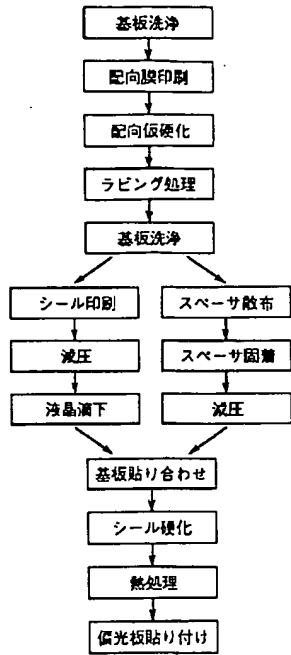 基板洗浄
配向膜印刷
配向仮硬化
ラビング処理
基板洗浄
シール印刷
スペーサ散布
減圧
スペーサ固着
液晶滴下
減圧
基板貼り合わせ
シール硬化
熱処理
偏光板貼り付け